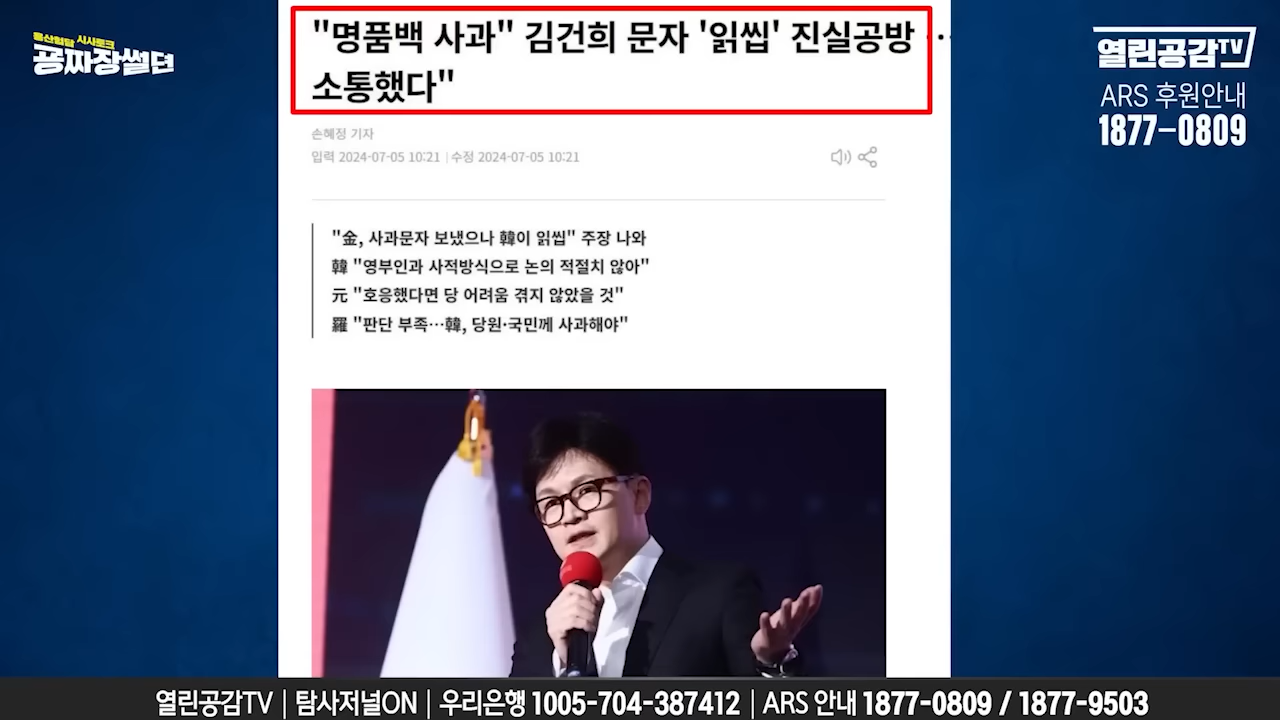 용산협답 시사토크
공짜장썰뎐
"명품백 사과" 김건희 문자 '읽씹' 진실공방 …
소통했다"
손혜정 기자
입력 2024-07-05 10:21 | 수정 2024-07-05 10:21
"金, 사과문자 보냈으나 韓이 읽씹" 주장 나와
韓 "영부인과 사적방식으로 논의 적절치 않아"
元 "호응했다면 당 어려움 겪지 않았을 것"
羅 "판단 부족…韓, 당원·국민께 사과해야"
열린공감TV
ARS 후원안내
1877-0809
열린공감TV | 탐사저널ON | 우리은행 1005-704-387412 | ARS 안내 1877-0809 / 1877-9503